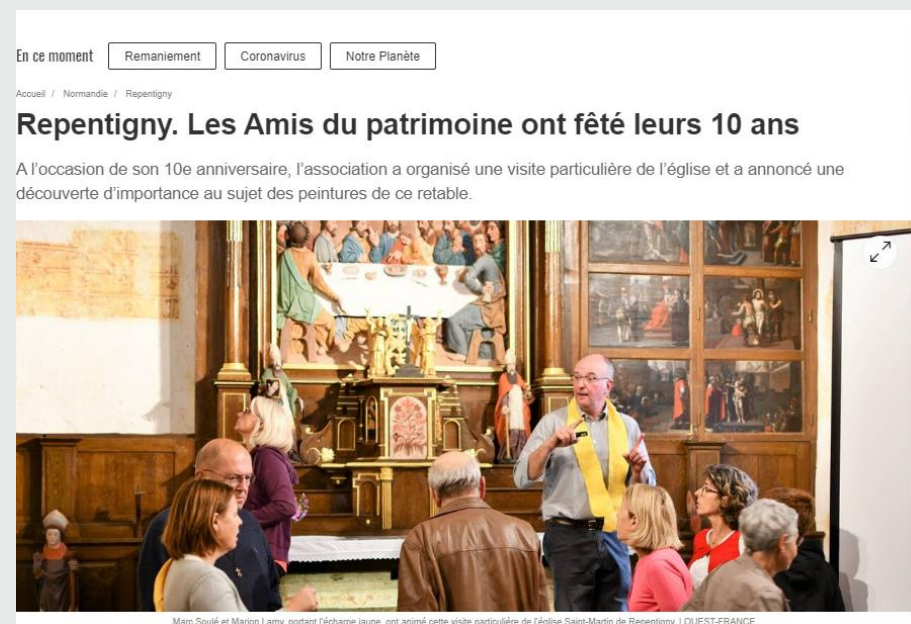 En ce moment Remaniement Coronavirus Notre Planète
Accueil / Normandie / Repentigny
Repentigny. Les Amis du patrimoine ont fêté leurs 10 ans
A l'occasion de son 10e anniversaire, l'association a organisé une visite particulière de l'église et a annoncé une
découverte d'importance au sujet des peintures de ce retable.
Marc Soulé et Marion Lamy, portant l'écharpe jaune, ont animé cette visite particulière de l'église Saint-Martin de Repentigny. | OUEST-FRANCE